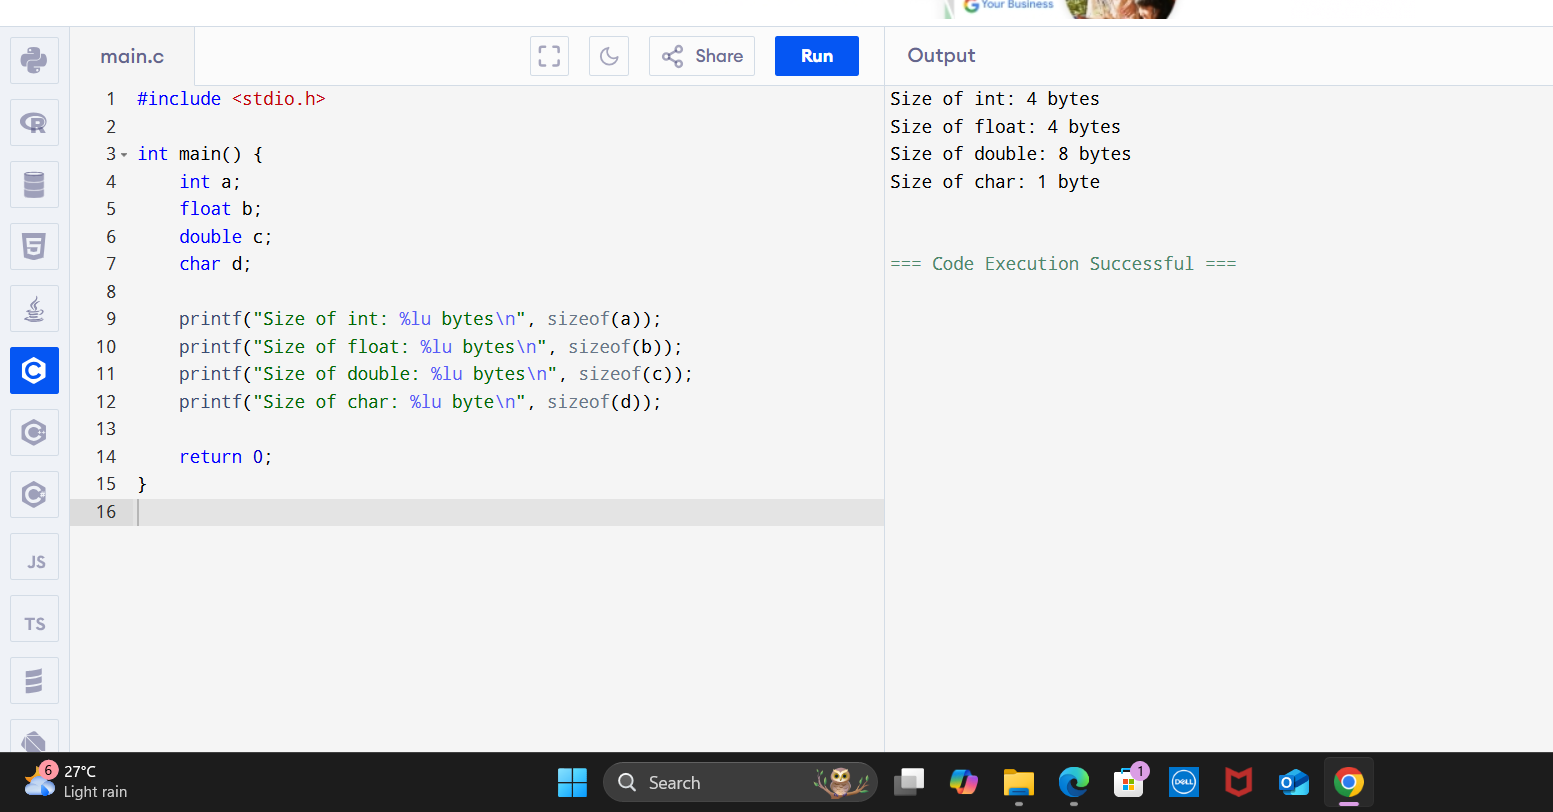 Your Business
main.c
Share
Run
Output
1 #include <stdio.h>
2
3 int main() {
4     int a;
5     float b;
6     double c;
7     char d;
8
9     printf("Size of int: %lu bytes\n", sizeof(a));
10     printf("Size of float: %lu bytes\n", sizeof(b));
11     printf("Size of double: %lu bytes\n", sizeof(c));
12     printf("Size of char: %lu byte\n", sizeof(d));
13
14     return 0;
15 }
16
Size of int: 4 bytes
Size of float: 4 bytes
Size of double: 8 bytes
Size of char: 1 byte
=== Code Execution Successful ===
R
5
C
JS
TS
6
27°C
Light rain
Search
1
DELL